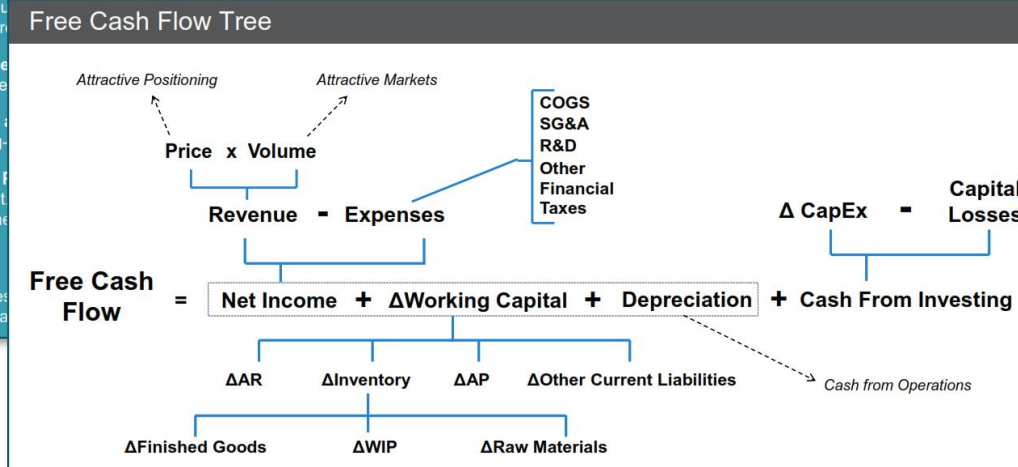 Free Cash Flow Tree
Attractive Positioning
Attractive Markets
Price x Volume
COGS
SG&A
R&D
Other
Financial
Taxes
Revenue - Expenses
Δ CapEx - Capital
Losses
Free Cash
Flow
= Net Income + ΔWorking Capital + Depreciation + Cash From Investing
ΔAR ΔInventory ΔAP ΔOther Current Liabilities
Cash from Operations
ΔFinished Goods ΔWIP ΔRaw Materials